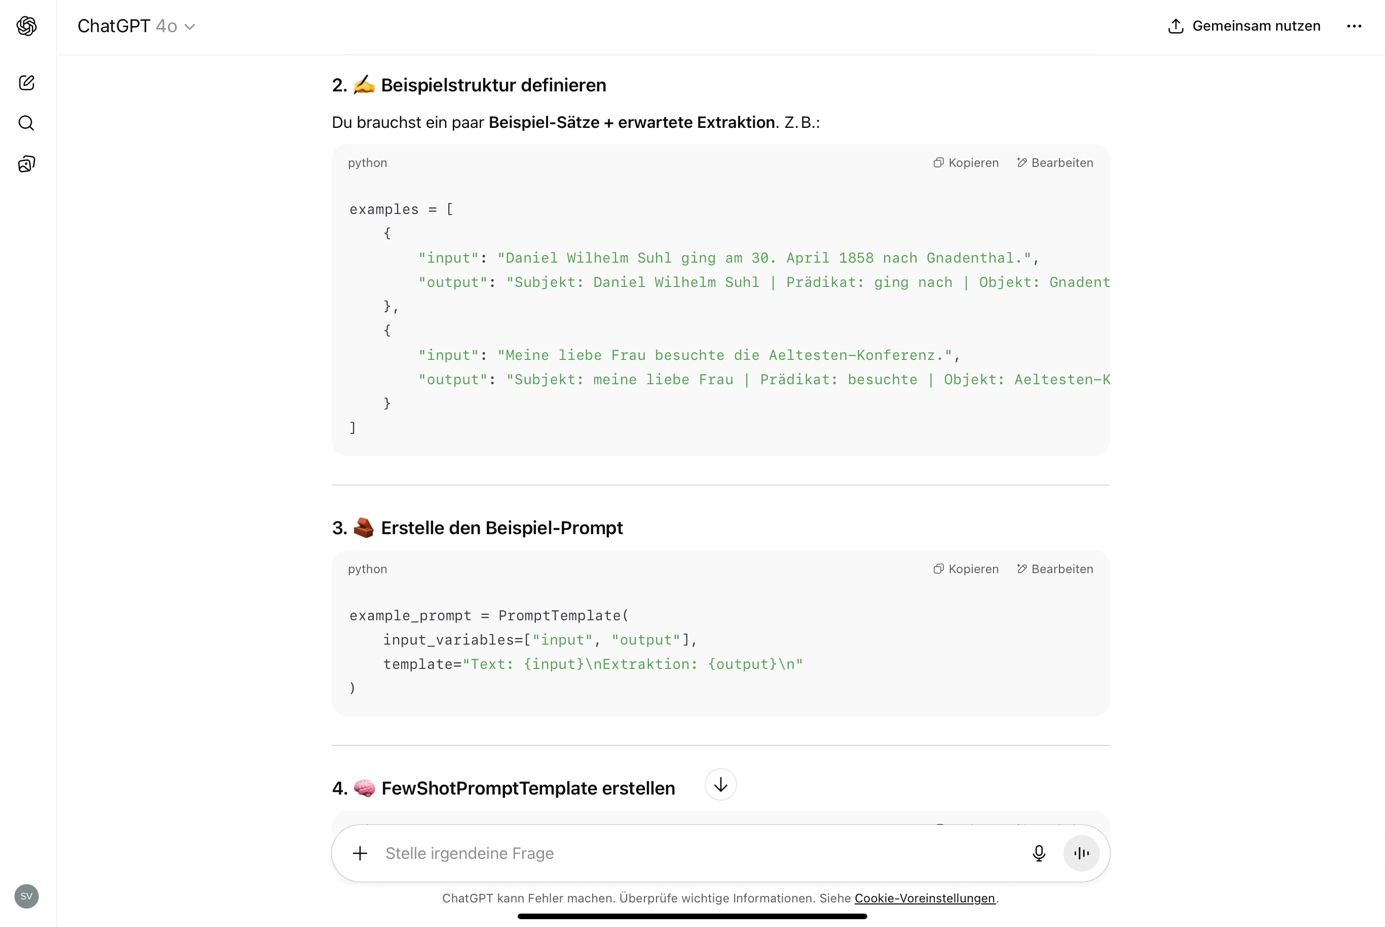 ChatGPT 4o
Gemeinsam nutzen
2. ✍️ Beispielstruktur definieren
Du brauchst ein paar Beispiel-Sätze + erwartete Extraktion. Z. B.:
python
Kopieren
Bearbeiten
examples = [
    {
        "input": "Daniel Wilhelm Suhl ging am 30. April 1858 nach Gnadenthal.",
        "output": "Subjekt: Daniel Wilhelm Suhl | Prädikat: ging nach | Objekt: Gnadent
    },
    {
        "input": "Meine liebe Frau besuchte die Aeltesten-Konferenz.",
        "output": "Subjekt: meine liebe Frau | Prädikat: besuchte | Objekt: Aeltesten-K
    }
]
3. 🧱 Erstelle den Beispiel-Prompt
python
Kopieren
Bearbeiten
example_prompt = PromptTemplate(
    input_variables=["input", "output"],
    template="Text: {input}\nExtraktion: {output}\n"
)
4. 🧠 FewShotPromptTemplate erstellen
Stelle irgendeine Frage
SV
ChatGPT kann Fehler machen. Überprüfe wichtige Informationen. Siehe Cookie-Voreinstellungen.